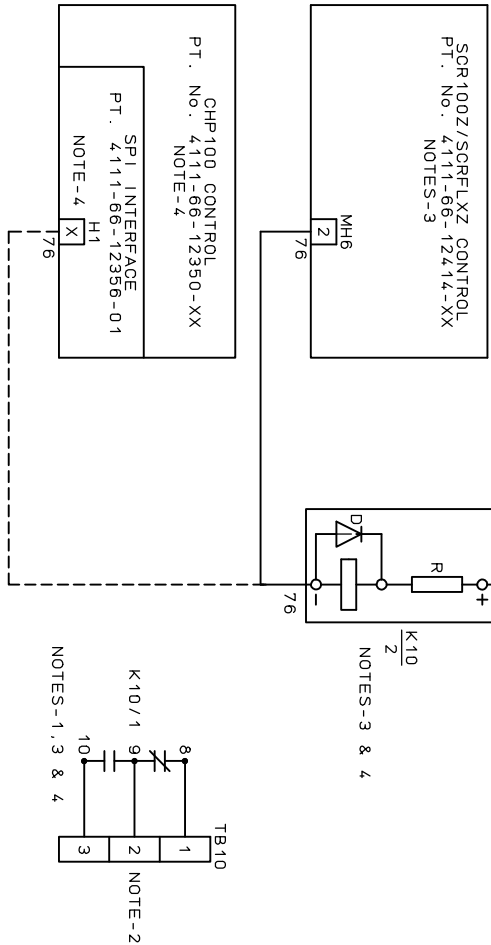 SCR100Z/SCRFLXZ CONTROL
PT. No. 4111-66-12414-XX
NOTES-3
MH6
2
76
CHP100 CONTROL
PT. No. 4111-66-12350-XX
NOTE-4
SPI INTERFACE
PT. 4111-66-12356-01
NOTE-4
H1
X
76
D
R
-
+
76
K10
2
NOTES-3 & 4
K10/1
8
9
10
NOTES-1,3 & 4
TB10
1
2
3
NOTE-2